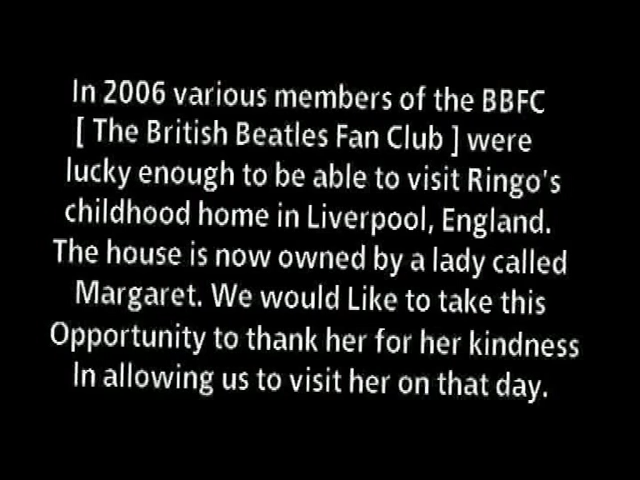 In 2006 various members of the BBFC
[ The British Beatles Fan Club ] were
lucky enough to be able to visit Ringo's
childhood home in Liverpool, England.
The house is now owned by a lady called
Margaret. We would Like to take this
Opportunity to thank her for her kindness
In allowing us to visit her on that day.